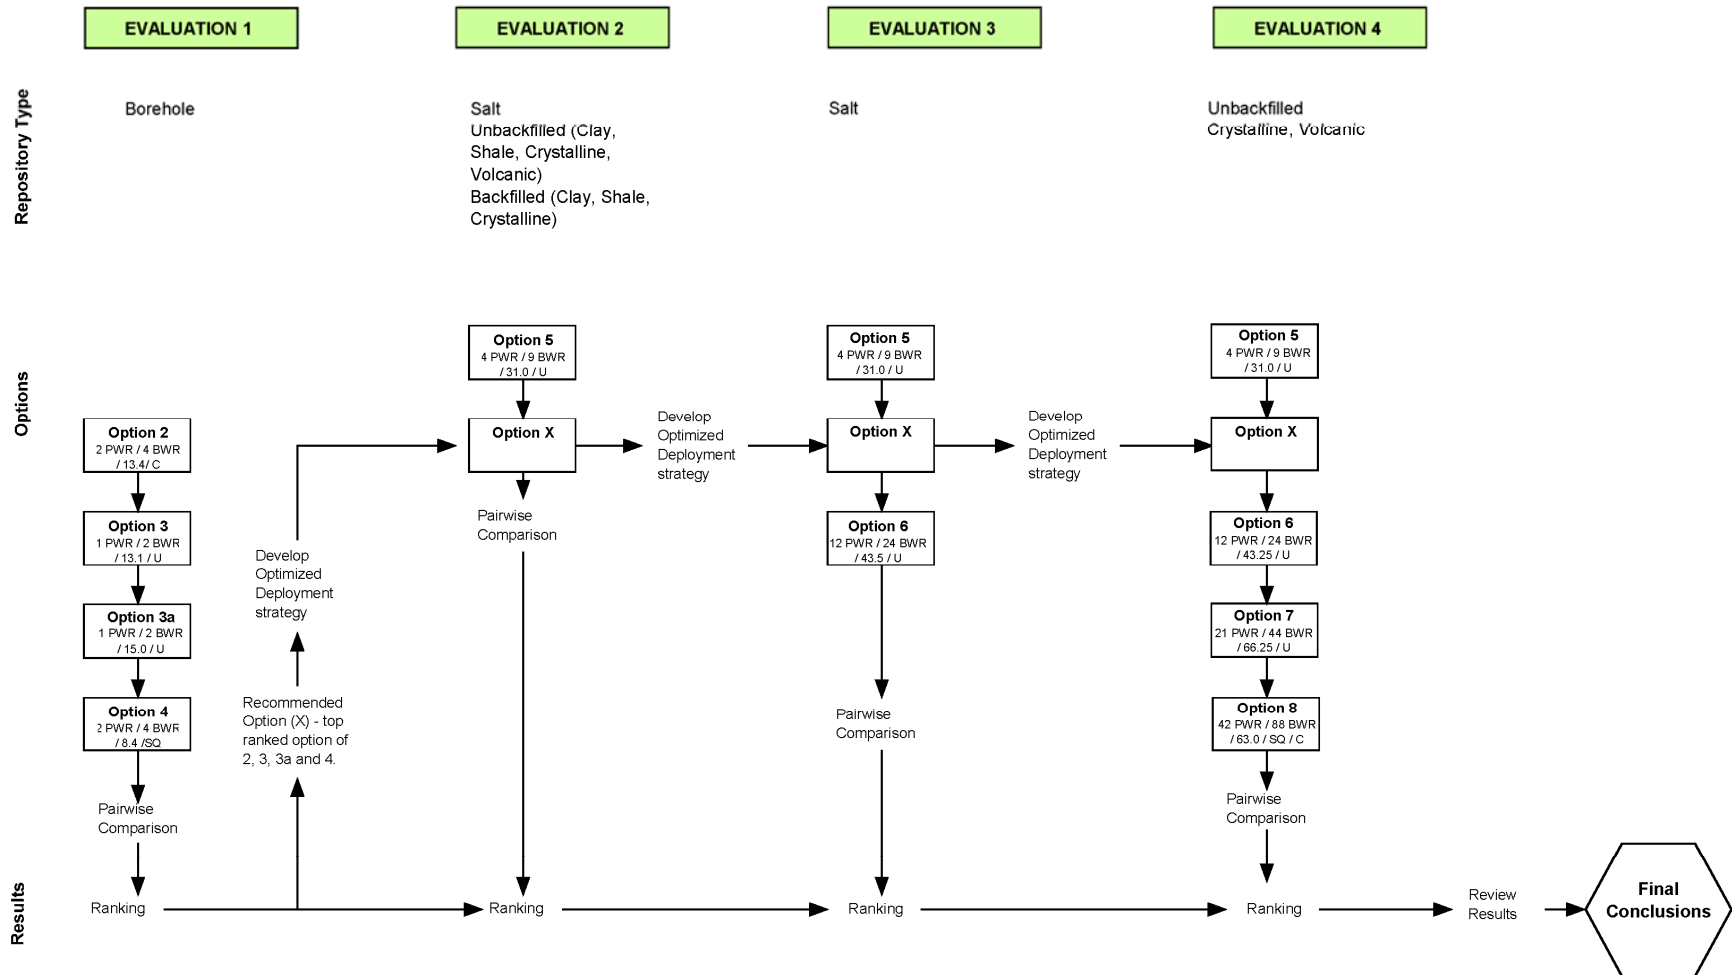 EVALUATION 1
EVALUATION 2
EVALUATION 3
EVALUATION 4
Repository Type
Borehole
Salt
Unbackfilled (Clay,
Shale, Crystalline,
Volcanic)
Backfilled (Clay, Shale,
Crystalline)
Salt
Unbackfilled
Crystalline, Volcanic
Options
Option 2
2 PWR / 4 BWR
/ 13.4/ C
Option 3
1 PWR / 2 BWR
/ 13.1 / U
Option 3a
1 PWR / 2 BWR
/ 15.0 / U
Option 4
2 PWR / 4 BWR
/ 8.4 /SQ
Pairwise
Comparison
Ranking
Develop
Optimized
Deployment
strategy
Recommended
Option (X) - top
ranked option of
2, 3, 3a and 4.
Option 5
4 PWR / 9 BWR
/ 31.0 / U
Option X
Pairwise
Comparison
Ranking
Develop
Optimized
Deployment
strategy
Option 5
4 PWR / 9 BWR
/ 31.0 / U
Option X
Option 6
12 PWR / 24 BWR
/ 43.5 / U
Pairwise
Comparison
Ranking
Develop
Optimized
Deployment
strategy
Option 5
4 PWR / 9 BWR
/ 31.0 / U
Option X
Option 6
12 PWR / 24 BWR
/ 43.25 / U
Option 7
21 PWR / 44 BWR
/ 66.25 / U
Option 8
42 PWR / 88 BWR
/ 63.0 / SQ / C
Pairwise
Comparison
Ranking
Results
Review
Results
Final
Conclusions